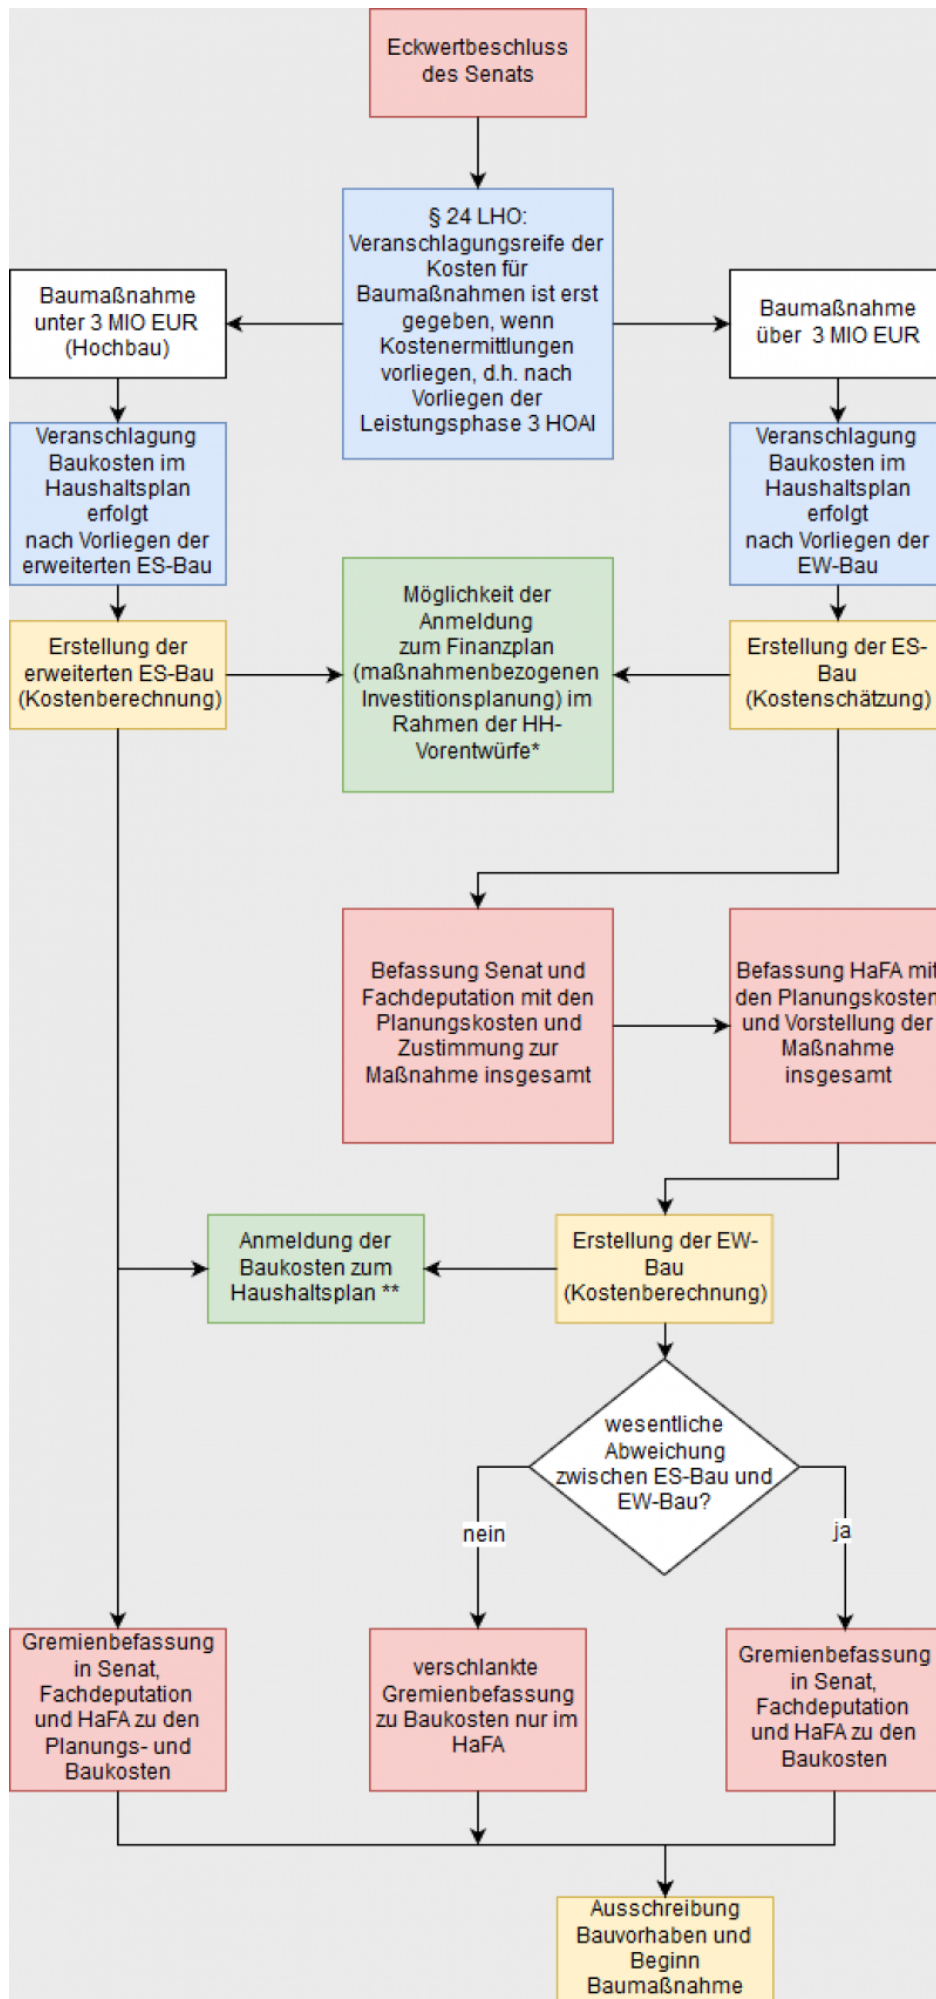 Eckwertbeschluss
des Senats
§ 24 LHO:
Veranschlagungsreife der
Kosten für
Baumaßnahmen ist erst
gegeben, wenn
Kostenermittlungen
vorliegen, d.h. nach
Vorliegen der
Leistungsphase 3 HOAI
Baumaßnahme
unter 3 MIO EUR
(Hochbau)
Baumaßnahme
über 3 MIO EUR
Veranschlagung
Baukosten im
Haushaltsplan
erfolgt
nach Vorliegen der
erweiterten ES-Bau
Veranschlagung
Baukosten im
Haushaltsplan
erfolgt
nach Vorliegen der
EW-Bau
Erstellung der
erweiterten ES-Bau
(Kostenberechnung)
Möglichkeit der
Anmeldung
zum Finanzplan
(maßnahmenbezogenen
Investitionsplanung) im
Rahmen der HH-
Vorentwürfe*
Erstellung der ES-
Bau
(Kostenschätzung)
Befassung Senat und
Fachdeputation mit den
Planungskosten und
Zustimmung zur
Maßnahme insgesamt
Befassung HaFA mit
den Planungskosten
und Vorstellung der
Maßnahme
insgesamt
Anmeldung der
Baukosten zum
Haushaltsplan **
Erstellung der EW-
Bau
(Kostenberechnung)
wesentliche
Abweichung
zwischen ES-Bau und
EW-Bau?
nein
ja
Gremienbefassung
in Senat,
Fachdeputation
und HaFA zu den
Planungs- und
Baukosten
verschlankte
Gremienbefassung
zu Baukosten nur im
HaFA
Gremienbefassung
in Senat,
Fachdeputation
und HaFA zu den
Baukosten
Ausschreibung
Bauvorhaben und
Beginn
Baumaßnahme